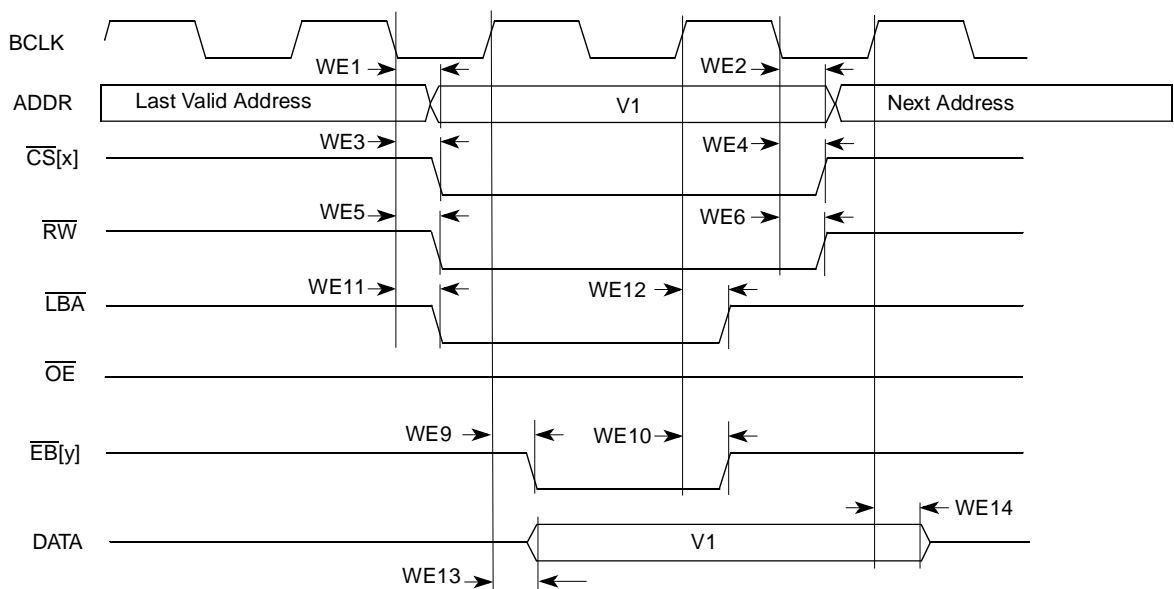 BCLK
WE1
WE2
ADDR
Last Valid Address
V1
Next Address
WE3
WE4
CS[x]
WE5
WE6
RW
WE11
WE12
LBA
OE
WE9
WE10
EB[y]
WE14
DATA
V1
WE13